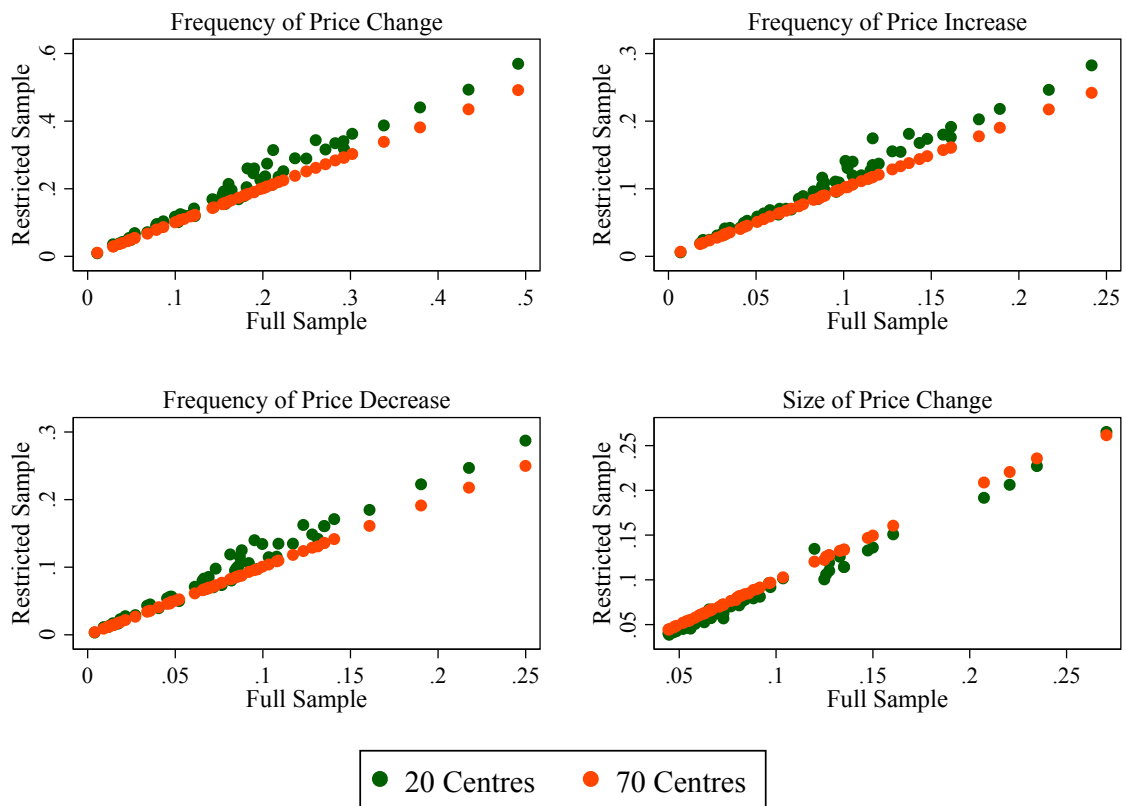 Frequency of Price Change
Restricted Sample
.6
.4
.2
0
0 .1 .2 .3 .4 .5
Full Sample
Frequency of Price Increase
Restricted Sample
.3
.2
.1
0
0 .05 .1 .15 .2 .25
Full Sample
Frequency of Price Decrease
Restricted Sample
.3
.2
.1
0
0 .05 .1 .15 .2 .25
Full Sample
Size of Price Change
Restricted Sample
.25
.2
.15
.1
.05
.05 .1 .15 .2 .25
Full Sample
20 Centres 70 Centres